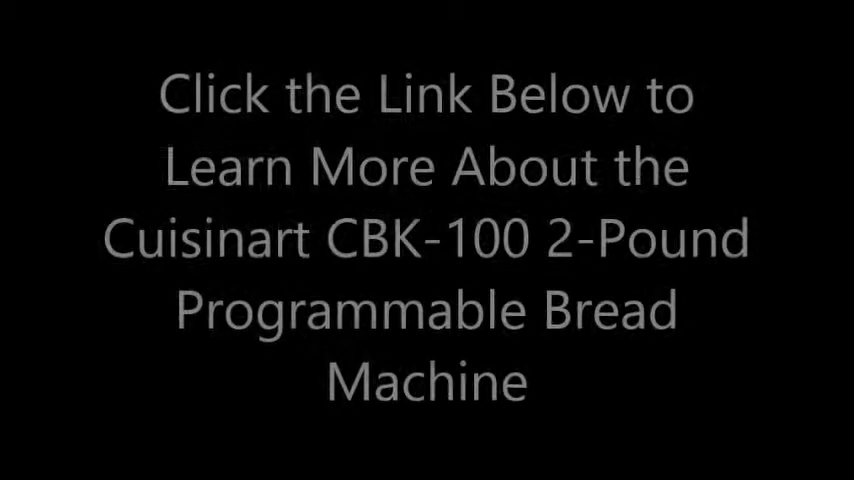 Click the Link Below to
Learn More About the
Cuisinart CBK-100 2-Pound
Programmable Bread
Machine